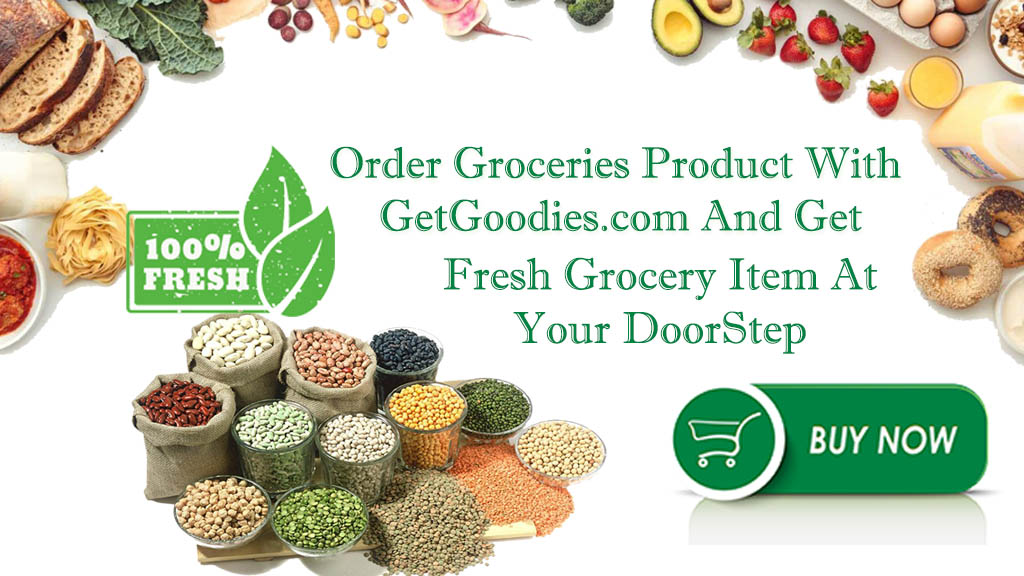 Order Groceries Product With
GetGoodies.com And Get
100%
FRESH
Fresh Grocery Item At
Your DoorStep
BUY NOW